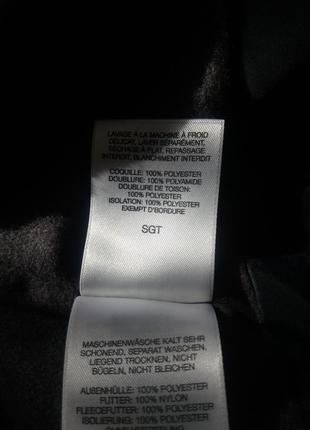 LAVAGE À LA MACHINE À FROID
DÉLICAT, LAVER SÉPARÉMENT,
SÉCHAGE À PLAT, REPASSAGE
INTERDIT, BLANCHIMENT INTERDIT
COQUILLE: 100% POLYESTER
DOUBLURE: 100% POLYAMIDE
DOUBLURE DE TOISON:
100% POLYESTER
ISOLATION: 100% POLYESTER
EXEMPT D'BORDURE
SGT
MASCHINENWÄSCHE KALT SEHR
SCHONEND, SEPARAT WASCHEN,
LIEGEND TROCKNEN, NICHT
BÜGELN, NICHT BLEICHEN
AUßENHÜLLE: 100% POLYESTER
FUTTER: 100% NYLON
FLEECEFUTTER: 100% POLYESTER
ISOLIERUNG: 100% POLYESTER